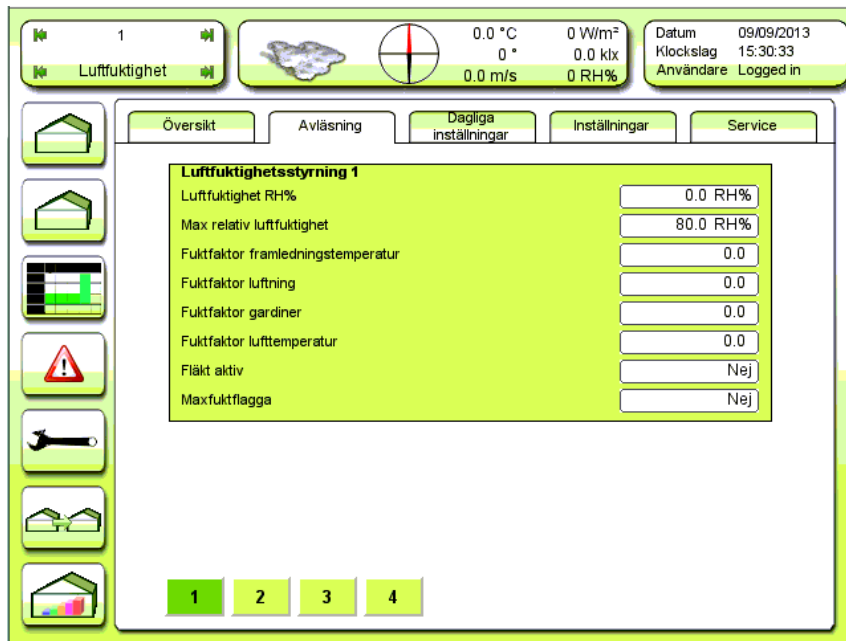 1
Luftfuktighet
0.0 °C 0 W/m²
0 ° 0.0 klx
0.0 m/s 0 RH%
Datum 09/09/2013
Klockslag 15:30:33
Användare Logged in
Översikt
Avläsning
Dagliga
inställningar
Inställningar
Service
Luftfuktighetsstyrning 1
Luftfuktighet RH% 0.0 RH%
Max relativ luftfuktighet 80.0 RH%
Fuktfaktor framledningstemperatur 0.0
Fuktfaktor luftning 0.0
Fuktfaktor gardiner 0.0
Fuktfaktor lufttemperatur 0.0
Fläkt aktiv Nej
Maxfuktflagga Nej
1 2 3 4